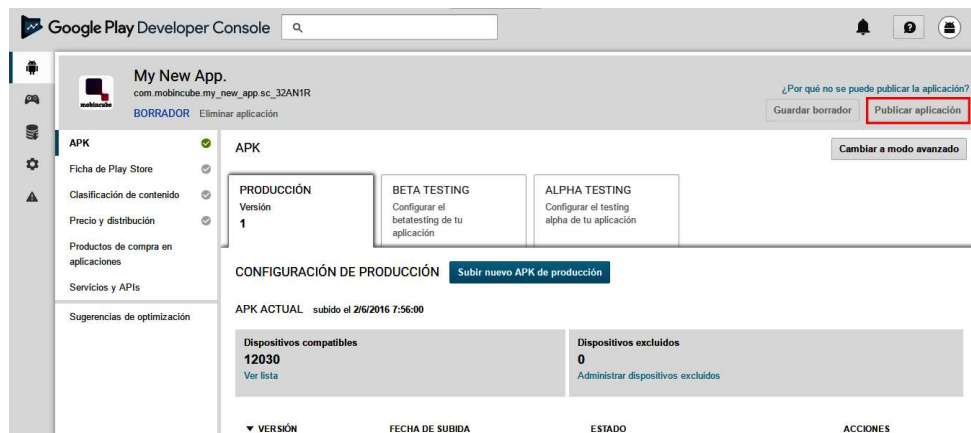 Google Play Developer Console
My New App.
mobincube
com.mobincube.my_new_app.sc_32AN1R
BORRADOR Eliminar aplicación
¿Por qué no se puede publicar la aplicación?
Guardar borrador
Publicar aplicación
APK
Ficha de Play Store
Clasificación de contenido
Precio y distribución
Productos de compra en
aplicaciones
Servicios y APIs
Sugerencias de optimización
APK
Cambiar a modo avanzado
PRODUCCIÓN
Versión
1
BETA TESTING
Configurar el
betatesting de tu
aplicación
ALPHA TESTING
Configurar el testing
alpha de tu aplicación
CONFIGURACIÓN DE PRODUCCIÓN
Subir nuevo APK de producción
APK ACTUAL subido el 2/6/2016 7:56:00
Dispositivos compatibles
12030
Ver lista
Dispositivos excluidos
0
Administrar dispositivos excluidos
▼ VERSIÓN FECHA DE SUBIDA ESTADO ACCIONES